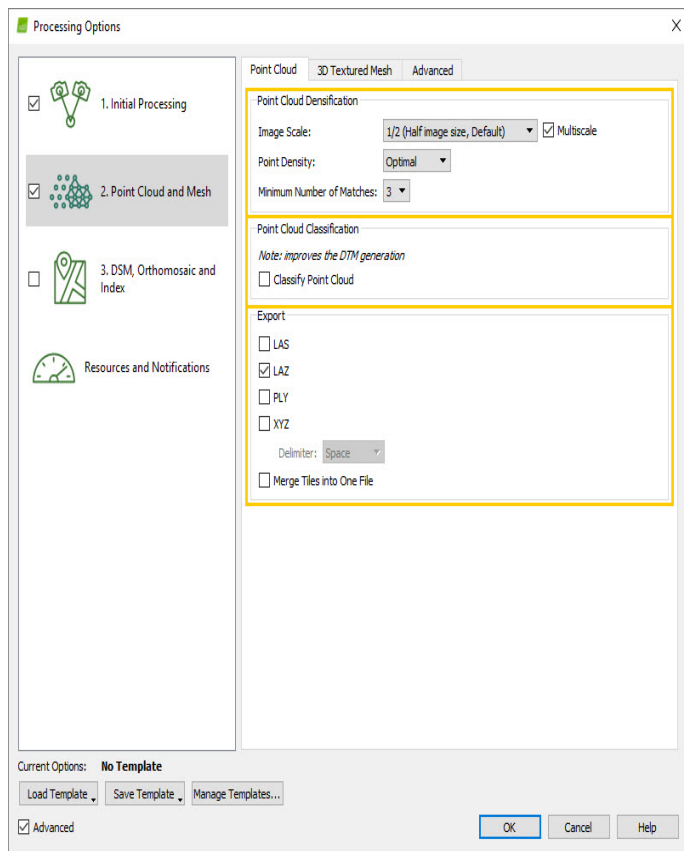 Processing Options
1. Initial Processing
2. Point Cloud and Mesh
3. DSM, Orthomosaic and
Index
Resources and Notifications
Point Cloud 3D Textured Mesh Advanced
Point Cloud Densification
Image Scale: 1/2 (Half image size, Default) Multiscale
Point Density: Optimal
Minimum Number of Matches: 3
Point Cloud Classification
Note: improves the DTM generation
Classify Point Cloud
Export
LAS
LAZ
PLY
XYZ
Delimiter: Space
Merge Tiles into One File
Current Options: No Template
Load Template Save Template Manage Templates...
Advanced
OK Cancel Help